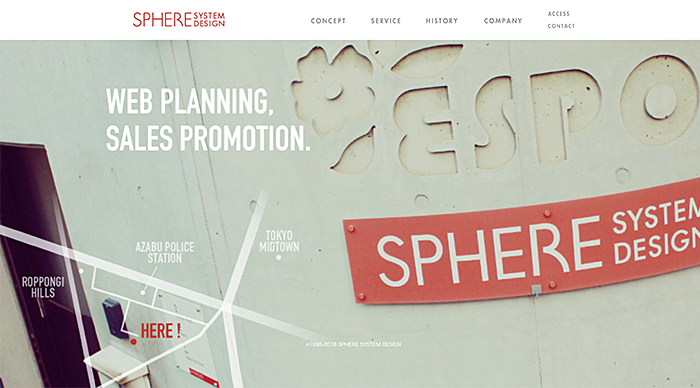 SPHERE SYSTEM DESIGN
CONCEPT SERVICE HISTORY COMPANY
ACCESS
CONTACT
WEB PLANNING,
SALES PROMOTION.
ESPO
SPHERE SYSTEM DESIGN
TOKYO
MIDTOWN
AZABU POLICE
STATION
ROPPONGI
HILLS
HERE !
1998-2018 SPHERE SYSTEM DESIGN